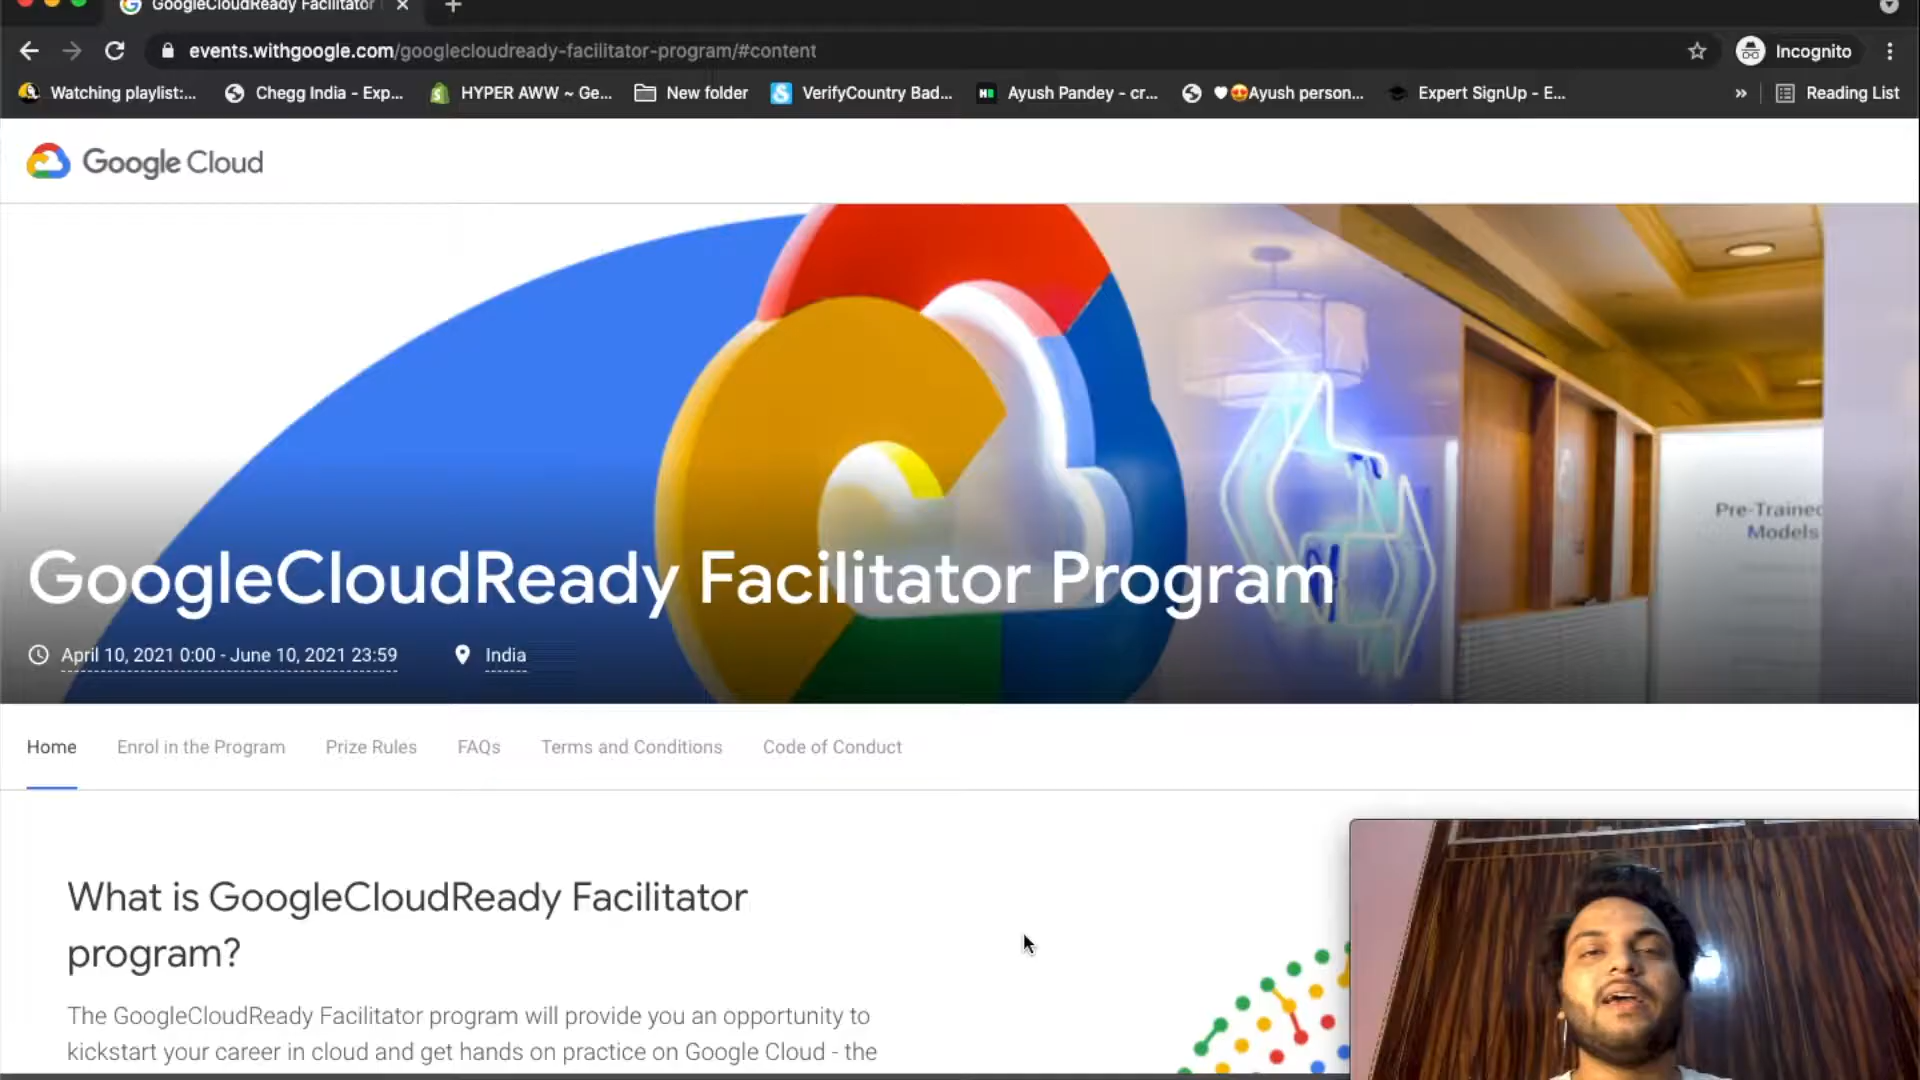 GoogleCloudReady Facilitator
events.withgoogle.com/googlecloudready-facilitator-program/#content
Incognito
Watching playlist:...
Chegg India - Exp...
HYPER AWW ~ Ge...
New folder
VerifyCountry Bad...
Ayush Pandey - cr...
Ayush person...
Expert SignUp - E...
»
Reading List
Google Cloud
Pre-Trained
Models
GoogleCloudReady Facilitator Program
April 10, 2021 0:00 - June 10, 2021 23:59
India
Home
Enrol in the Program
Prize Rules
FAQs
Terms and Conditions
Code of Conduct
What is GoogleCloudReady Facilitator
program?
The GoogleCloudReady Facilitator program will provide you an opportunity to
kickstart your career in cloud and get hands on practice on Google Cloud - the